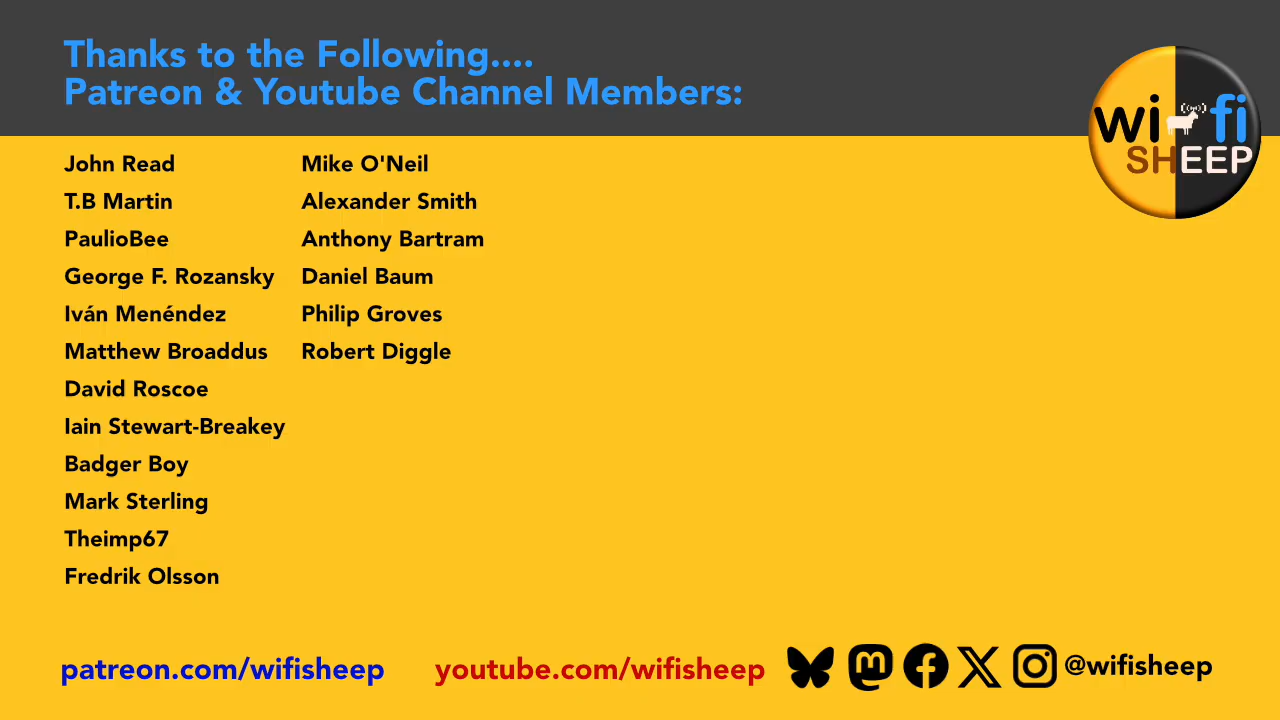 Thanks to the Following....
Patreon & Youtube Channel Members:
wi fi
SHEEP
John Read
T.B Martin
PaulioBee
George F. Rozansky
Iván Menéndez
Matthew Broaddus
David Roscoe
Iain Stewart-Breakey
Badger Boy
Mark Sterling
Theimp67
Fredrik Olsson
Mike O'Neil
Alexander Smith
Anthony Bartram
Daniel Baum
Philip Groves
Robert Diggle
patreon.com/wifisheep
youtube.com/wifisheep
@wifisheep